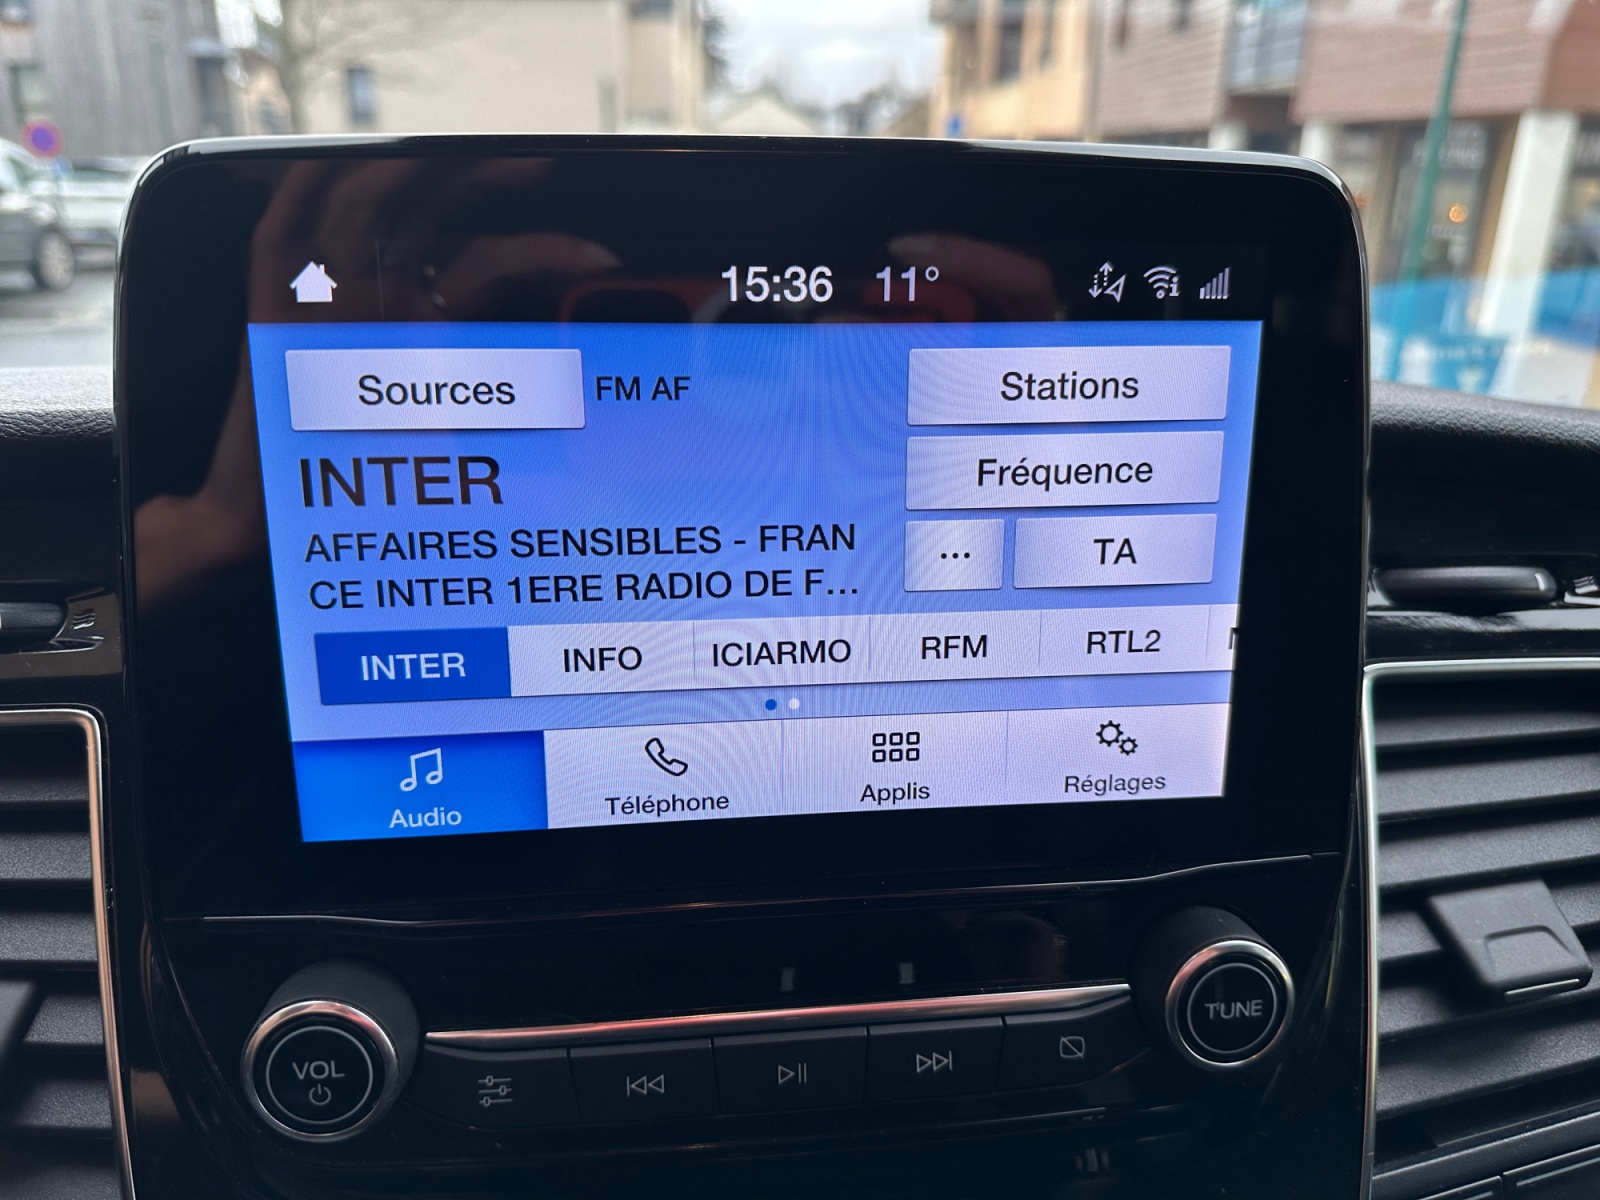 15:36 11°
Sources FM AF Stations
INTER
Fréquence
AFFAIRES SENSIBLES - FRAN
CE INTER 1ERE RADIO DE F...
... TA
INTER INFO ICIARMO RFM RTL2
Audio Téléphone Applis Réglages
VOL
TUNE